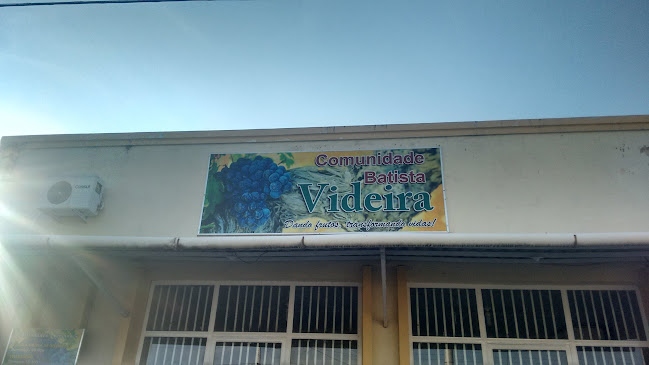 Comunidade
Batista
Videira
Dando frutos, transformando vidas!